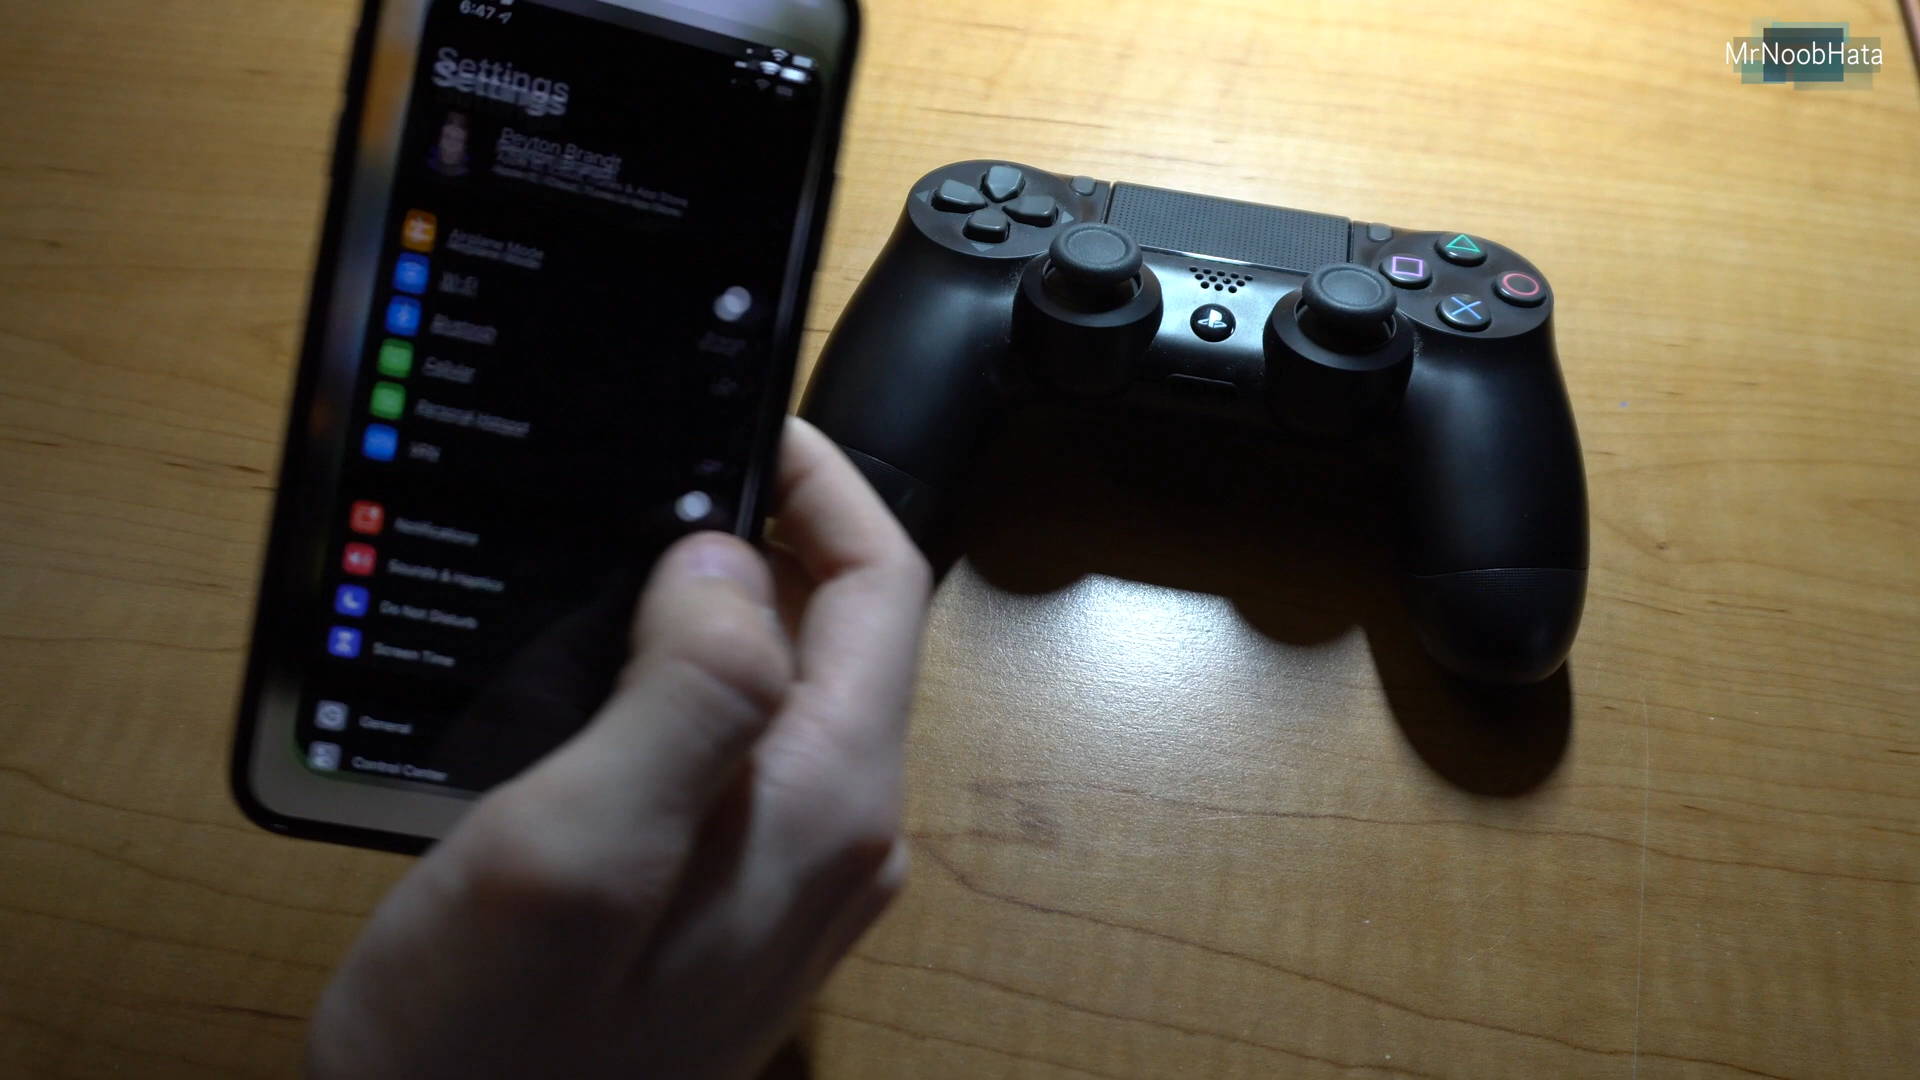 MrNoobHata
6:47
Settings
Peyton Brandt
Airplane Mode
Wi-Fi
Bluetooth
Cellular
Personal Hotspot
VPN
Notifications
Sounds & Haptics
Do Not Disturb
Screen Time
General
Control Center